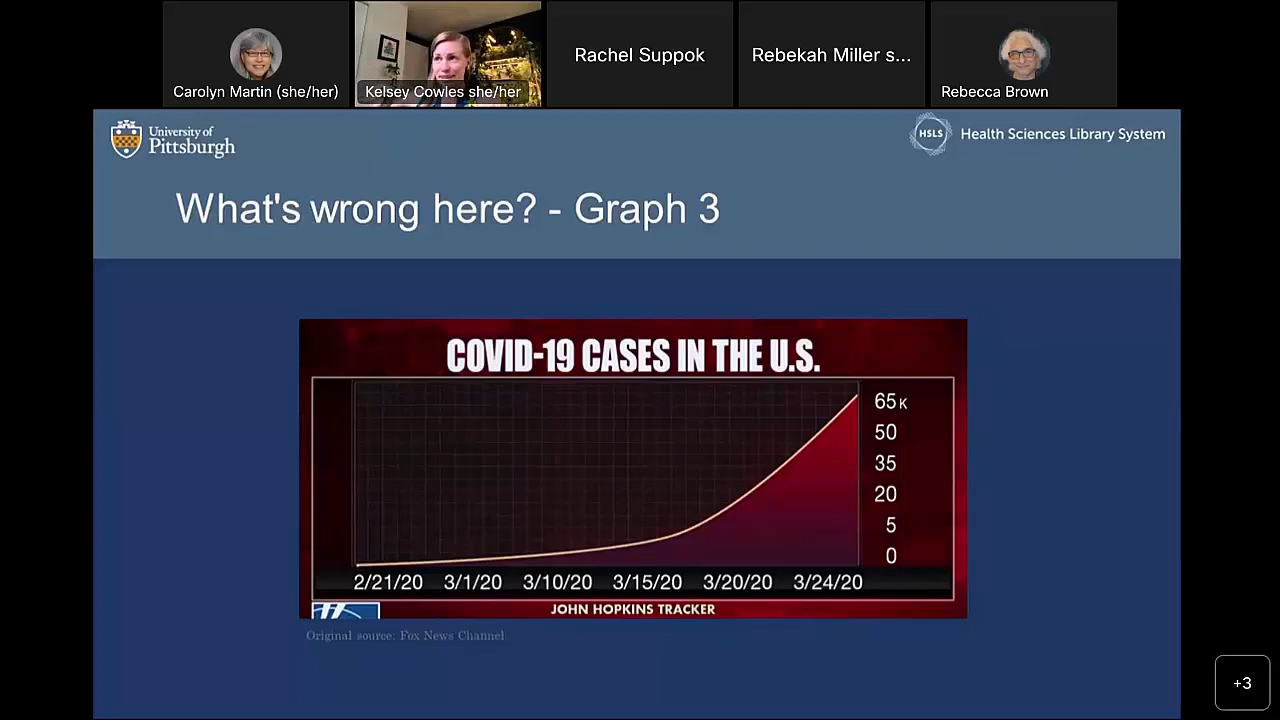 Carolyn Martin (she/her)
Kelsey Cowles she/her
Rachel Suppok
Rebekah Miller s...
Rebecca Brown
University of
Pittsburgh
HSLS
Health Sciences Library System
What's wrong here? - Graph 3
COVID-19 CASES IN THE U.S.
65K
50
35
20
5
0
2/21/20 3/1/20 3/10/20 3/15/20 3/20/20 3/24/20
JOHN HOPKINS TRACKER
Original source: Fox News Channel
+3